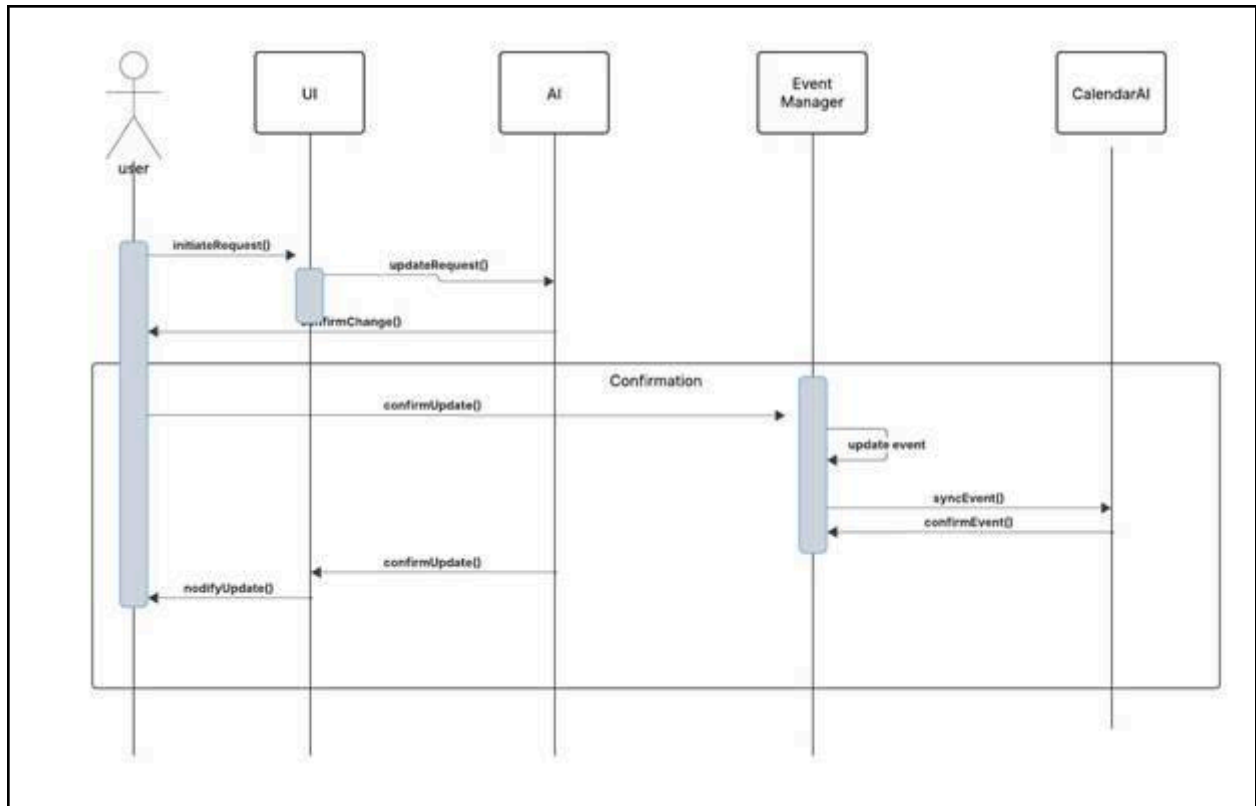 UI
AI
Event
Manager
CalendarAI
user
initiateRequest()
updateRequest()
confirmChange()
Confirmation
confirmUpdate()
update event
syncEvent()
confirmEvent()
confirmUpdate()
nodifyUpdate()